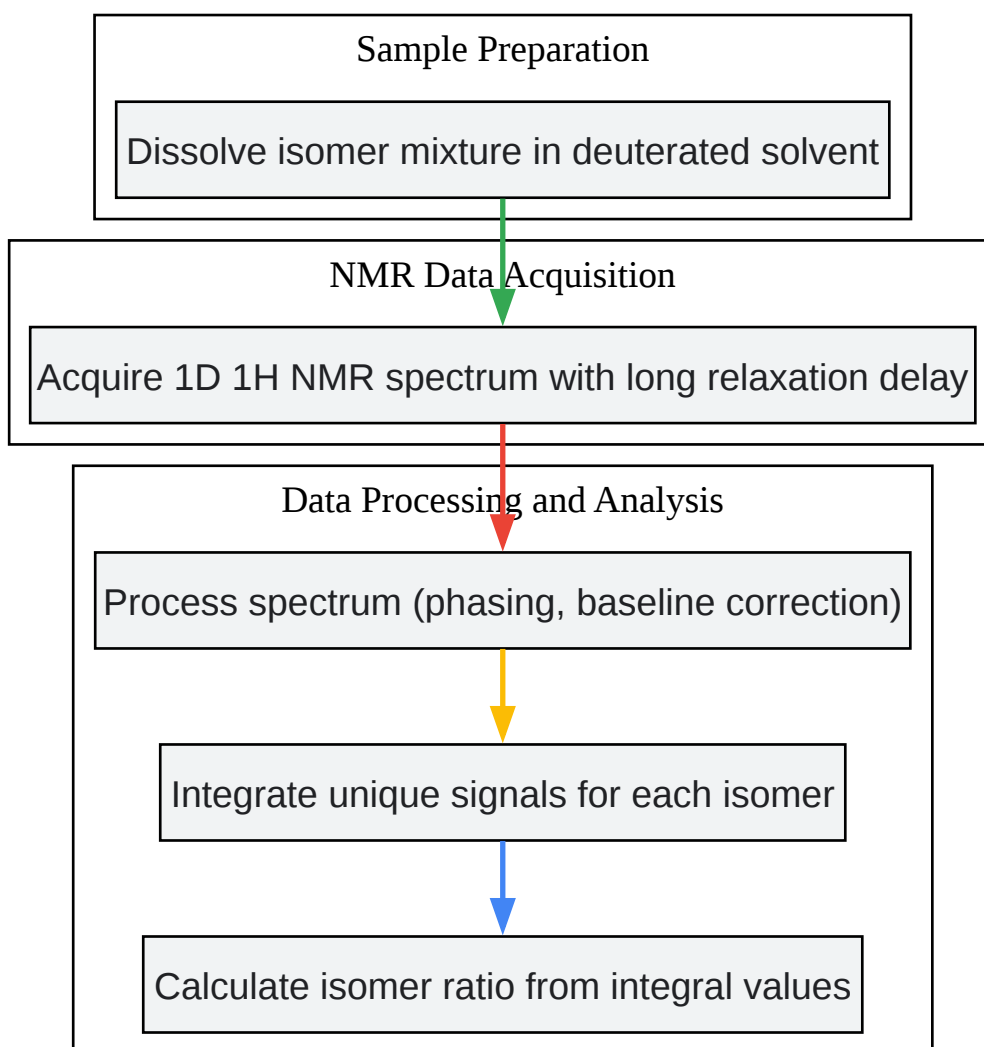 Sample Preparation
Dissolve isomer mixture in deuterated solvent
NMR Data Acquisition
Acquire 1D 1H NMR spectrum with long relaxation delay
Data Processing and Analysis
Process spectrum (phasing, baseline correction)
Integrate unique signals for each isomer
Calculate isomer ratio from integral values